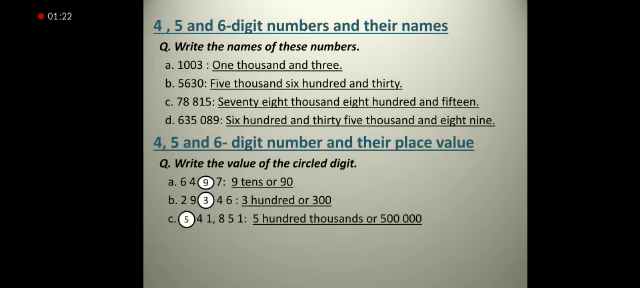 01:22
4 , 5 and 6-digit numbers and their names
Q. Write the names of these numbers.
a. 1003 : One thousand and three.
b. 5630: Five thousand six hundred and thirty.
c. 78 815: Seventy eight thousand eight hundred and fifteen.
d. 635 089: Six hundred and thirty five thousand and eight nine.
4, 5 and 6- digit number and their place value
Q. Write the value of the circled digit.
a. 6 4 9 7: 9 tens or 90
b. 2 9 3 4 6 : 3 hundred or 300
c. 5 4 1, 8 5 1: 5 hundred thousands or 500 000